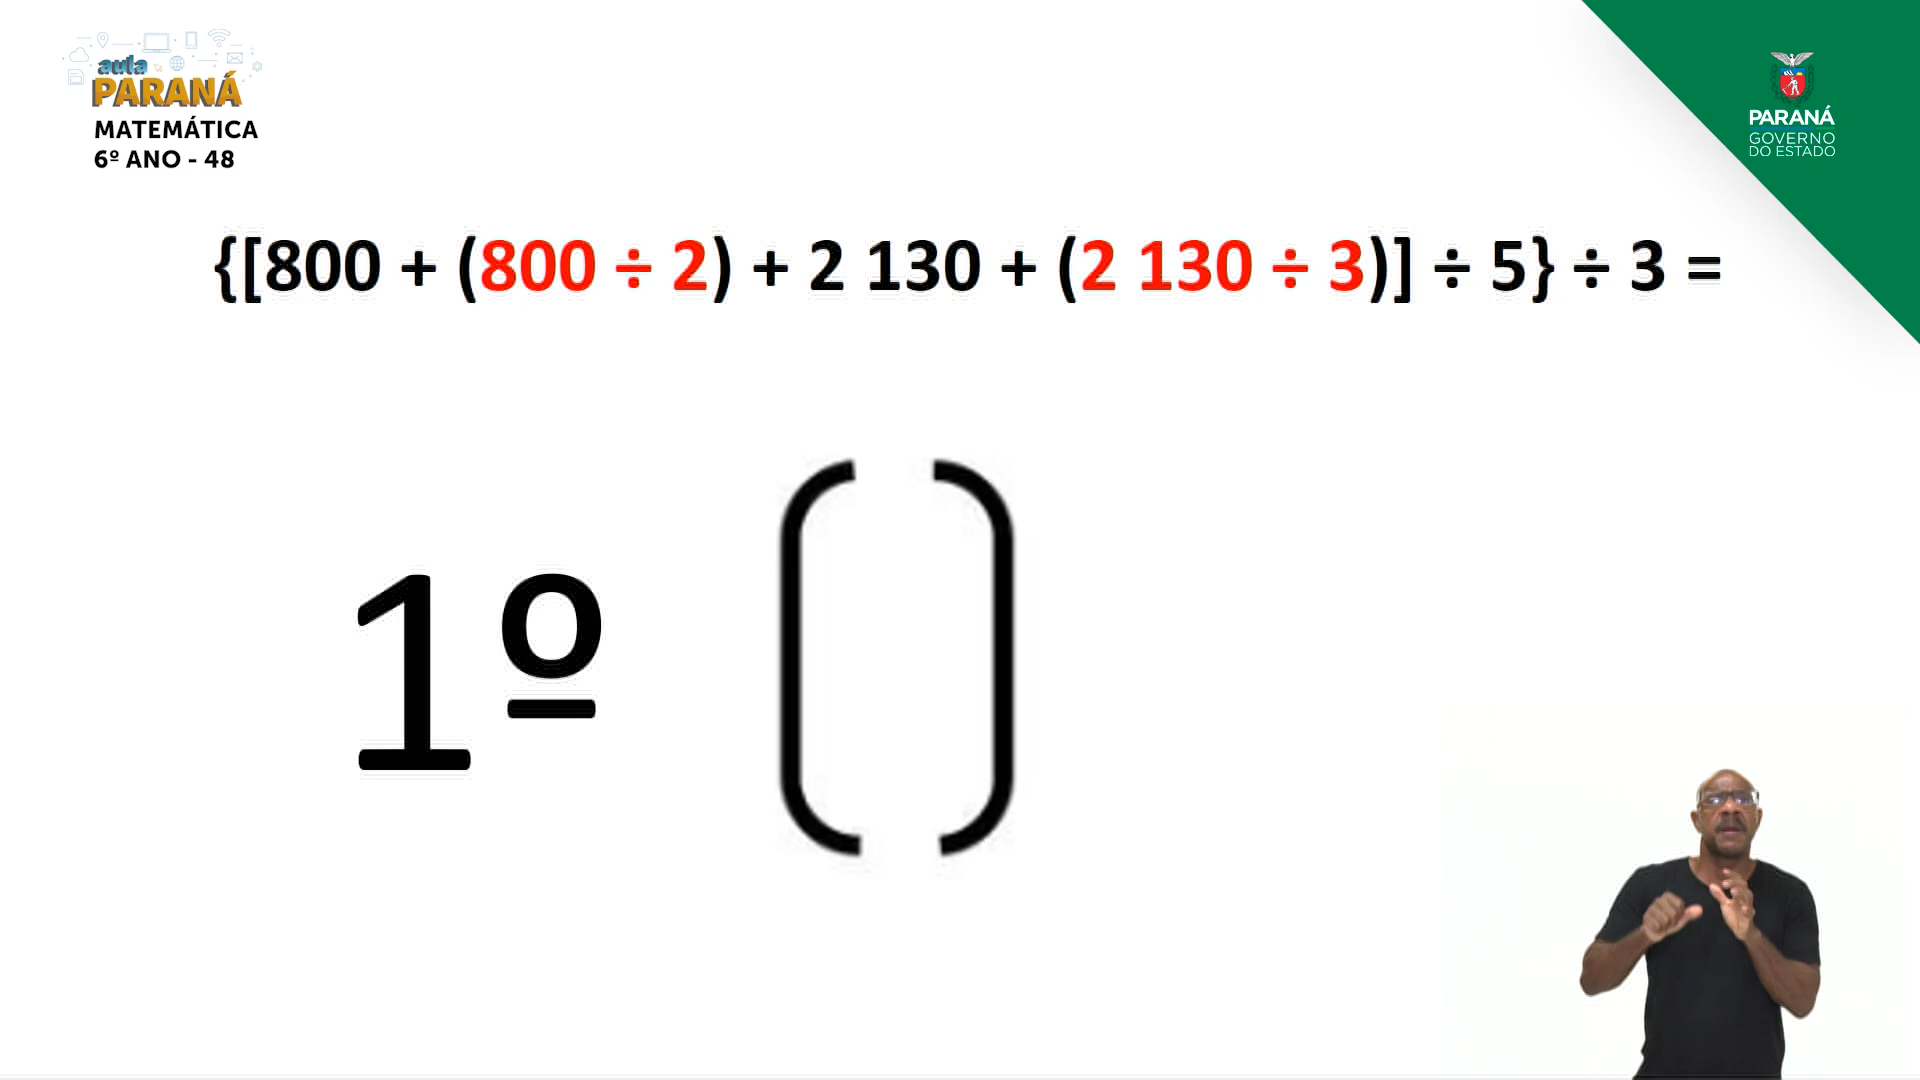 aula
PARANÁ
MATEMÁTICA
6º ANO - 48
PARANÁ
GOVERNO
DO ESTADO
{[800 + (800 ÷ 2) + 2 130 + (2 130 ÷ 3)] ÷ 5} ÷ 3 =
1º ( )